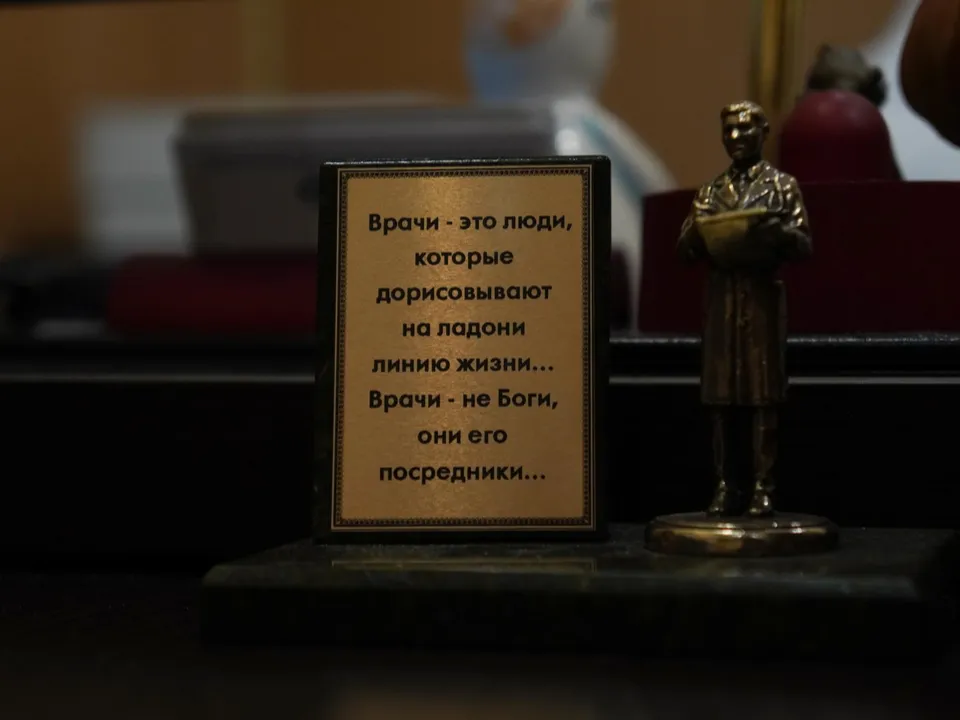 Врачи - это люди,
которые
дорисовывают
на ладони
линию жизни...
Врачи - не Боги,
они его
посредники...